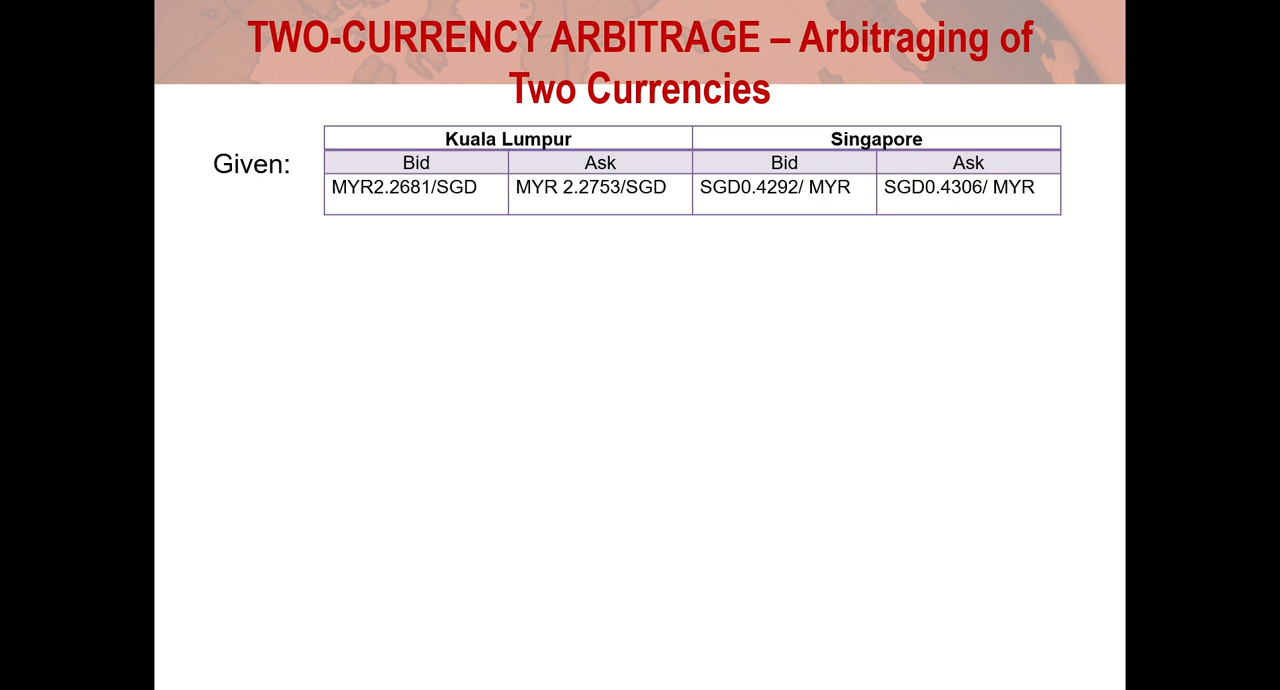 TWO-CURRENCY ARBITRAGE – Arbitraging of
Two Currencies
Given:
Kuala Lumpur Singapore
Bid Ask Bid Ask
MYR2.2681/SGD MYR 2.2753/SGD SGD0.4292/ MYR SGD0.4306/ MYR